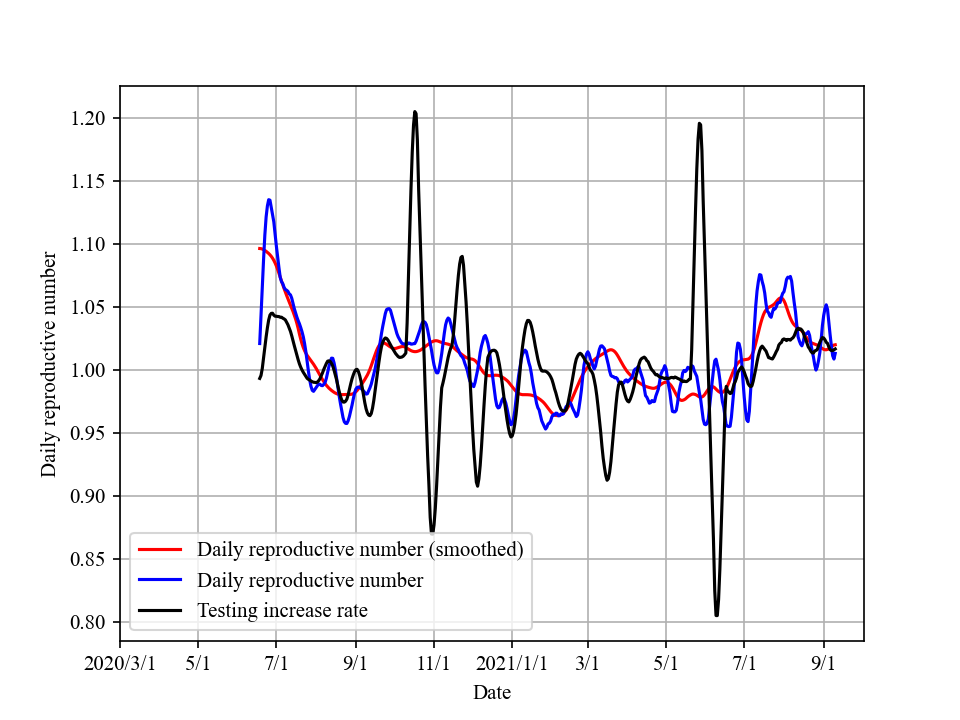 1.20
1.15
1.10
1.05
1.00
0.95
0.90
0.85
0.80
Daily reproductive number
Daily reproductive number (smoothed)
Daily reproductive number
Testing increase rate
2020/3/1 5/1 7/1 9/1 11/1 2021/1/1 3/1 5/1 7/1 9/1
Date